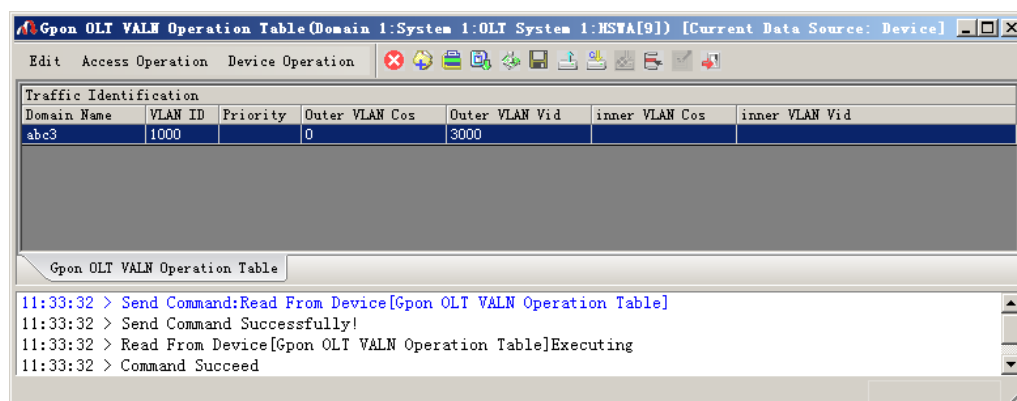 Gpon OLT VALN Operation Table(Domain 1:System 1:OLT System 1:HSWA[9]) [Current Data Source: Device]
Edit Access Operation Device Operation
Traffic Identification
Domain Name VLAN ID Priority Outer VLAN Cos Outer VLAN Vid inner VLAN Cos inner VLAN Vid
abc3 1000 0 3000
Gpon OLT VALN Operation Table
11:33:32 > Send Command:Read From Device[Gpon OLT VALN Operation Table]
11:33:32 > Send Command Successfully!
11:33:32 > Read From Device[Gpon OLT VALN Operation Table]Executing
11:33:32 > Command Succeed